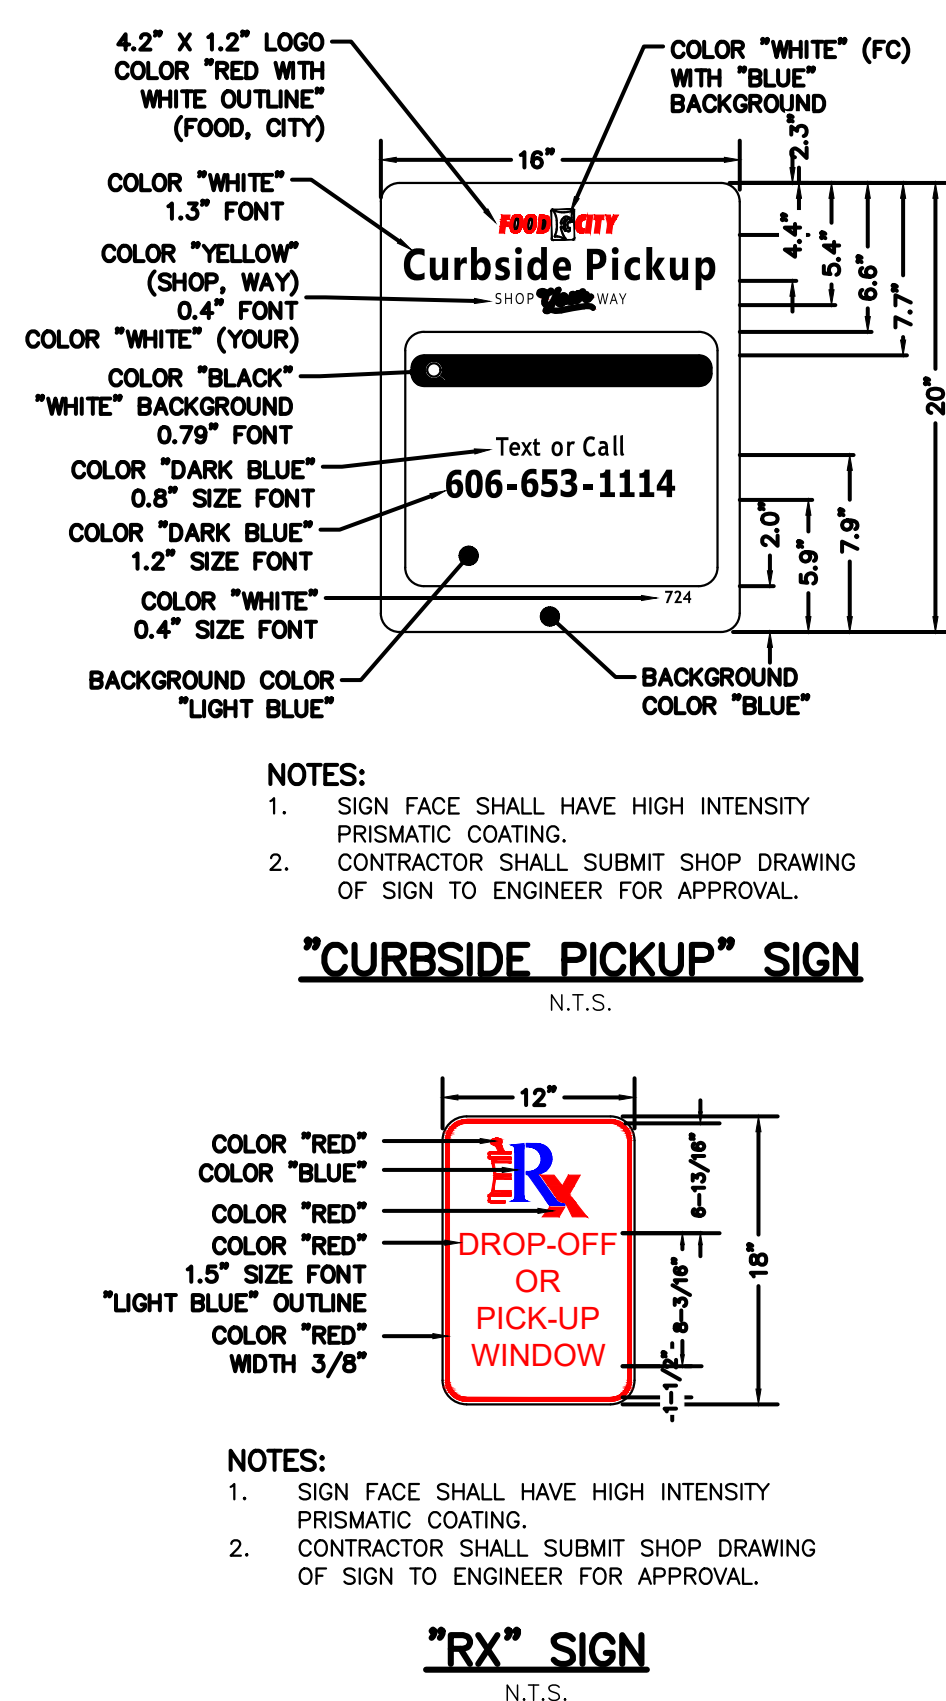 4.2" X 1.2" LOGO
COLOR "RED WITH
WHITE OUTLINE"
(FOOD, CITY)
COLOR "WHITE" (FC)
WITH "BLUE"
BACKGROUND
16"
2.3"
COLOR "WHITE"
1.3" FONT
COLOR "YELLOW"
(SHOP, WAY)
0.4" FONT
COLOR "WHITE" (YOUR)
COLOR "BLACK"
"WHITE" BACKGROUND
0.79" FONT
COLOR "DARK BLUE"
0.8" SIZE FONT
COLOR "DARK BLUE"
1.2" SIZE FONT
COLOR "WHITE"
0.4" SIZE FONT
BACKGROUND COLOR
"LIGHT BLUE"
FOOD CITY
Curbside Pickup
SHOP Your WAY
Text or Call
606-653-1114
724
4.4"
5.4"
6.6"
7.7"
20"
2.0"
5.9"
7.9"
BACKGROUND
COLOR "BLUE"
NOTES:
1. SIGN FACE SHALL HAVE HIGH INTENSITY
PRISMATIC COATING.
2. CONTRACTOR SHALL SUBMIT SHOP DRAWING
OF SIGN TO ENGINEER FOR APPROVAL.
"CURBSIDE PICKUP" SIGN
N.T.S.
12"
COLOR "RED"
COLOR "BLUE"
COLOR "RED"
COLOR "RED"
1.5" SIZE FONT
"LIGHT BLUE" OUTLINE
COLOR "RED"
WIDTH 3/8"
Rx
DROP-OFF
OR
PICK-UP
WINDOW
6-13/16"
8-3/16"
1-1/2"
18"
NOTES:
1. SIGN FACE SHALL HAVE HIGH INTENSITY
PRISMATIC COATING.
2. CONTRACTOR SHALL SUBMIT SHOP DRAWING
OF SIGN TO ENGINEER FOR APPROVAL.
"RX" SIGN
N.T.S.